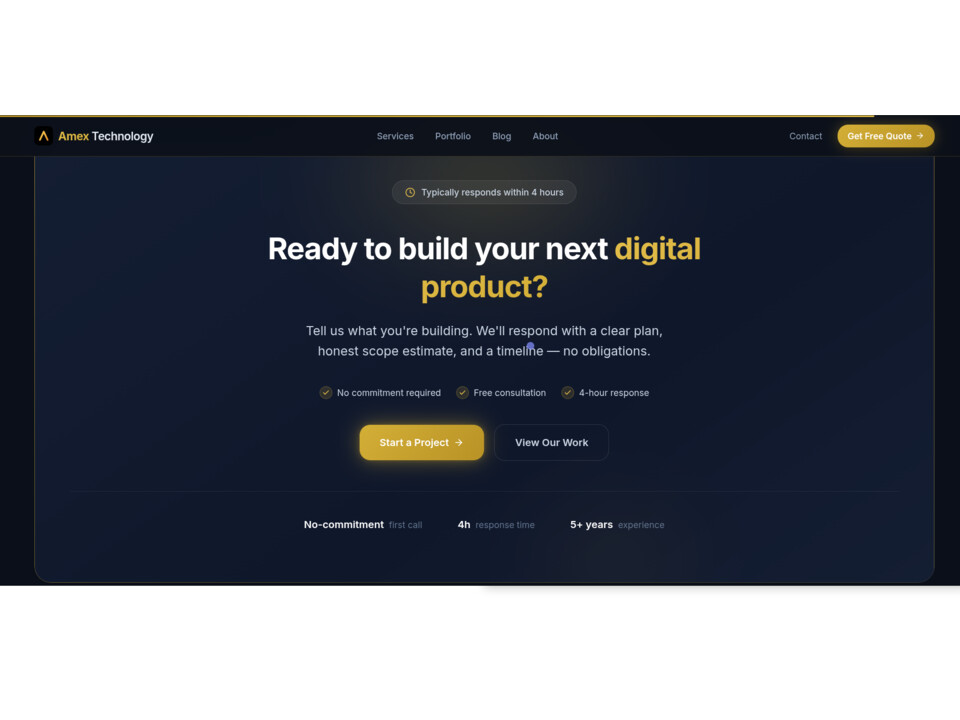 Amex Technology
Services Portfolio Blog About
Contact
Get Free Quote →
Typically responds within 4 hours
Ready to build your next digital
product?
Tell us what you're building. We'll respond with a clear plan,
honest scope estimate, and a timeline — no obligations.
No commitment required Free consultation 4-hour response
Start a Project → View Our Work
No-commitment first call 4h response time 5+ years experience